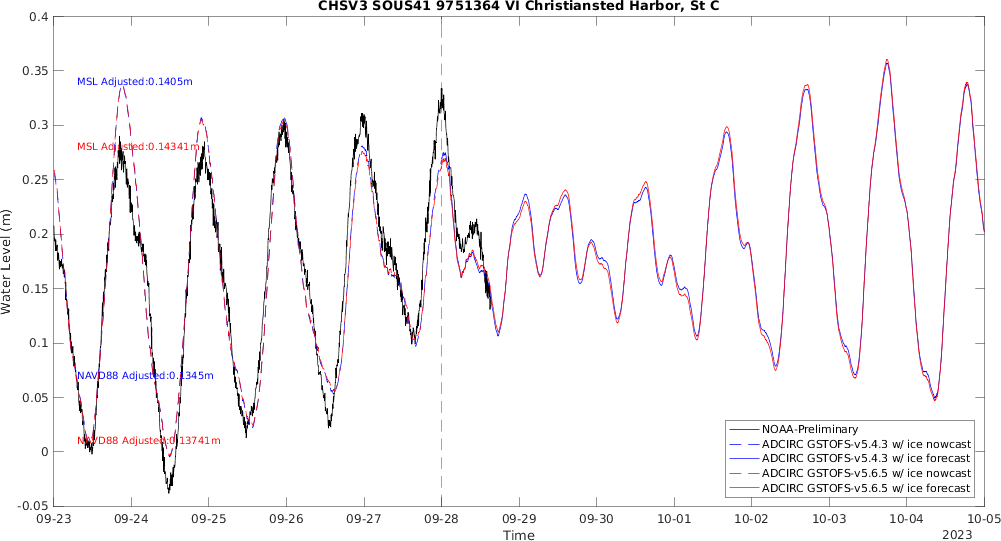 CHSV3 SOUS41 9751364 VI Christiansted Harbor, St C
0.4
0.35
0.3
0.25
0.2
0.15
0.1
0.05
0
-0.05
Water Level (m)
MSL Adjusted:0.1405m
MSL Adjusted:0.14341m
NAVD88 Adjusted:0.1345m
NAVD88 Adjusted:0.13741m
NOAA-Preliminary
ADCIRC GSTOFS-v5.4.3 w/ ice nowcast
ADCIRC GSTOFS-v5.4.3 w/ ice forecast
ADCIRC GSTOFS-v5.6.5 w/ ice nowcast
ADCIRC GSTOFS-v5.6.5 w/ ice forecast
09-23 09-24 09-25 09-26 09-27 09-28 09-29 09-30 10-01 10-02 10-03 10-04 10-05
Time
2023